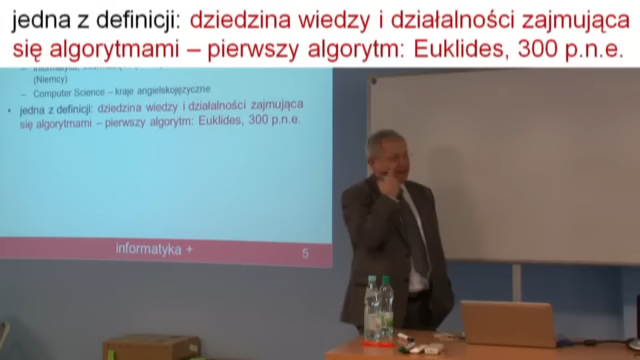 jedna z definicji: dziedzina wiedzy i działalności zajmująca
się algorytmami – pierwszy algorytm: Euklides, 300 p.n.e.
(Niemcy)
– Computer Science – kraje angielskojęzyczne
• jedna z definicji: dziedzina wiedzy i działalności zajmująca
się algorytmami – pierwszy algorytm: Euklides, 300 p.n.e.
informatyka + 5